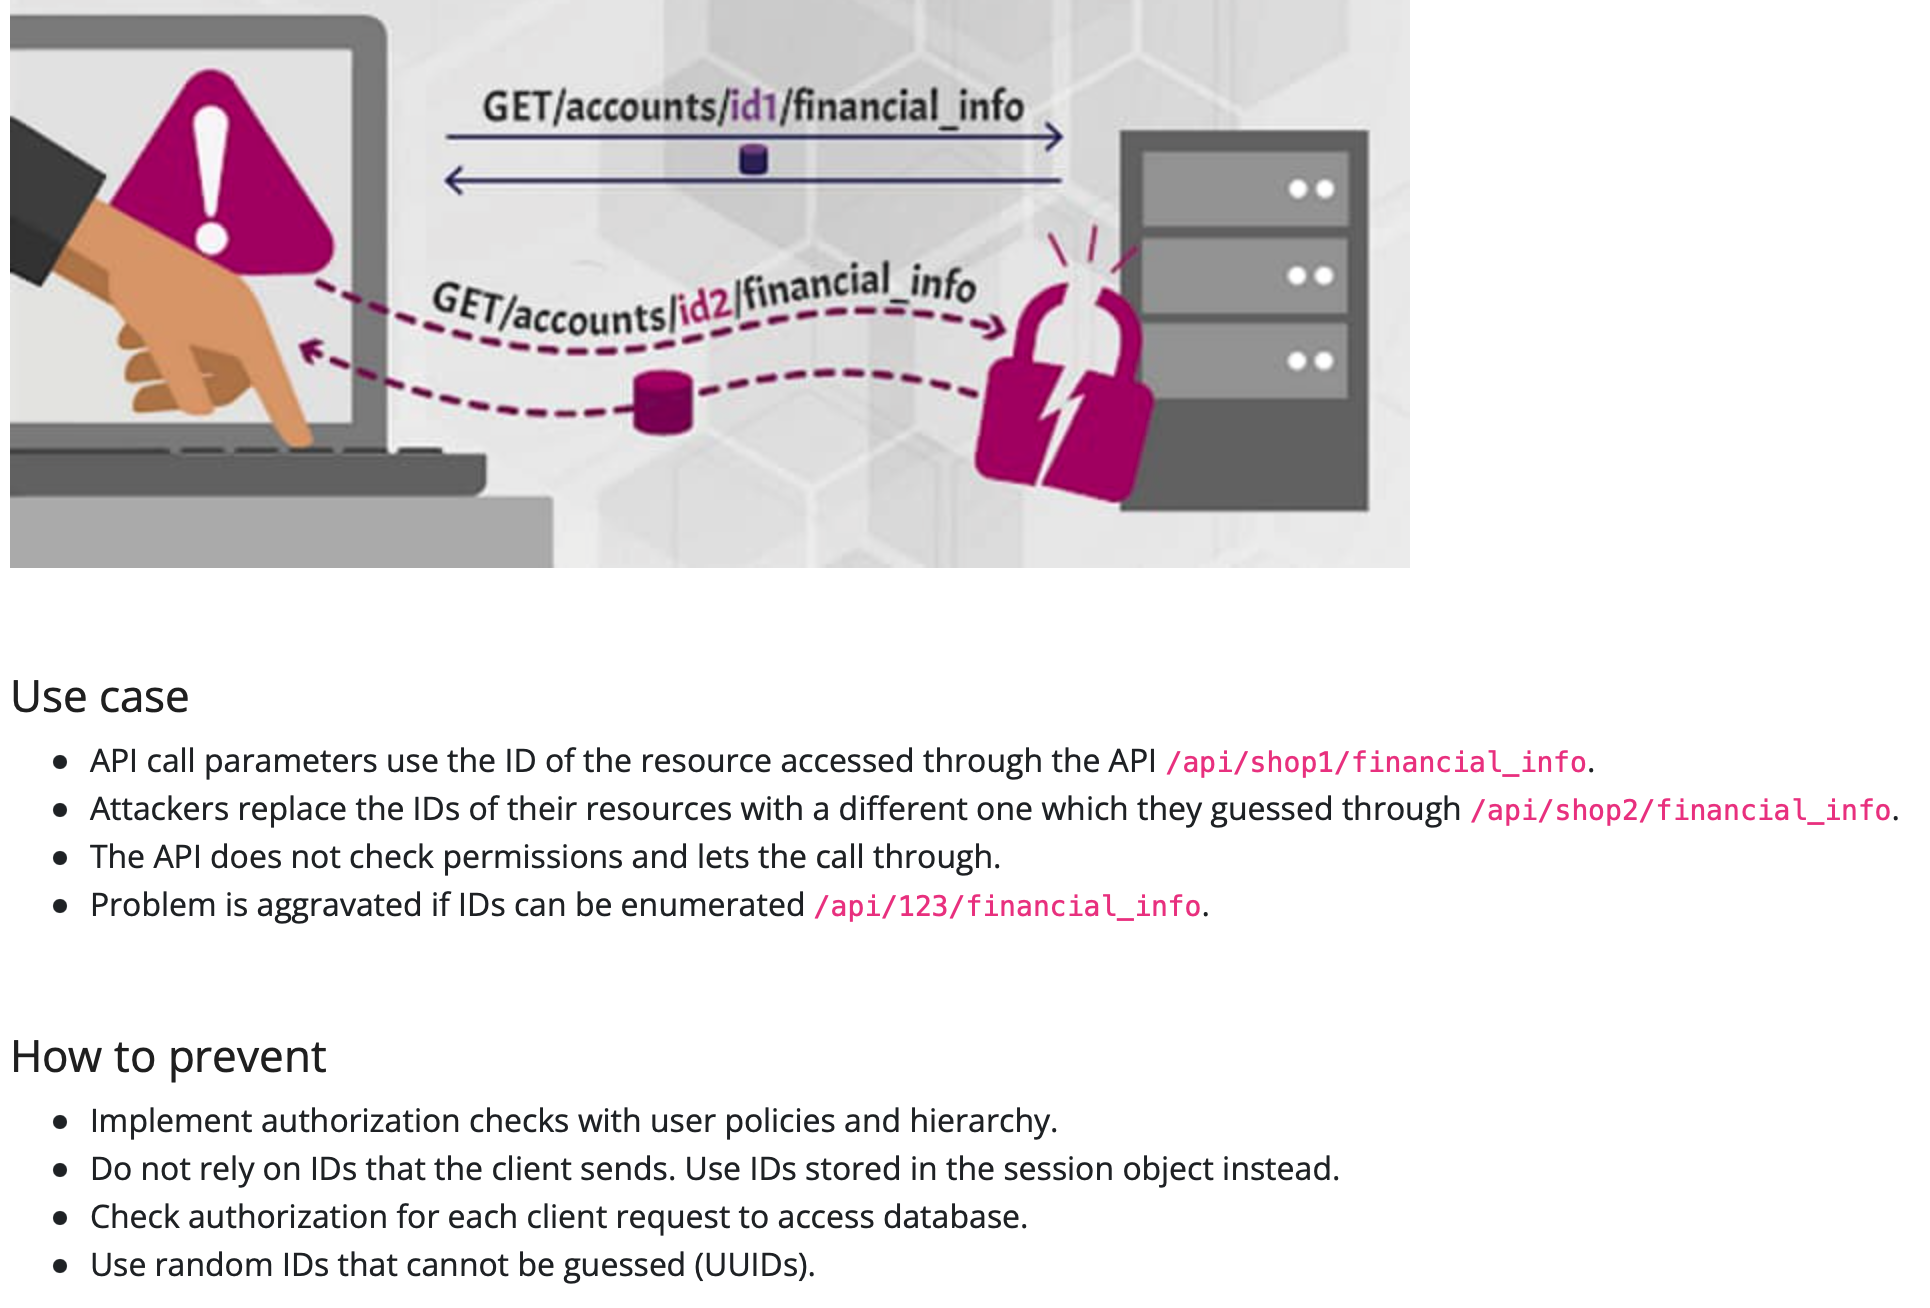 GET/accounts/id1/financial_info
GET/accounts/id2/financial_info
Use case
API call parameters use the ID of the resource accessed through the API /api/shop1/financial_info.
Attackers replace the IDs of their resources with a different one which they guessed through /api/shop2/financial_info.
The API does not check permissions and lets the call through.
Problem is aggravated if IDs can be enumerated /api/123/financial_info.
How to prevent
Implement authorization checks with user policies and hierarchy.
Do not rely on IDs that the client sends. Use IDs stored in the session object instead.
Check authorization for each client request to access database.
Use random IDs that cannot be guessed (UUIDs).